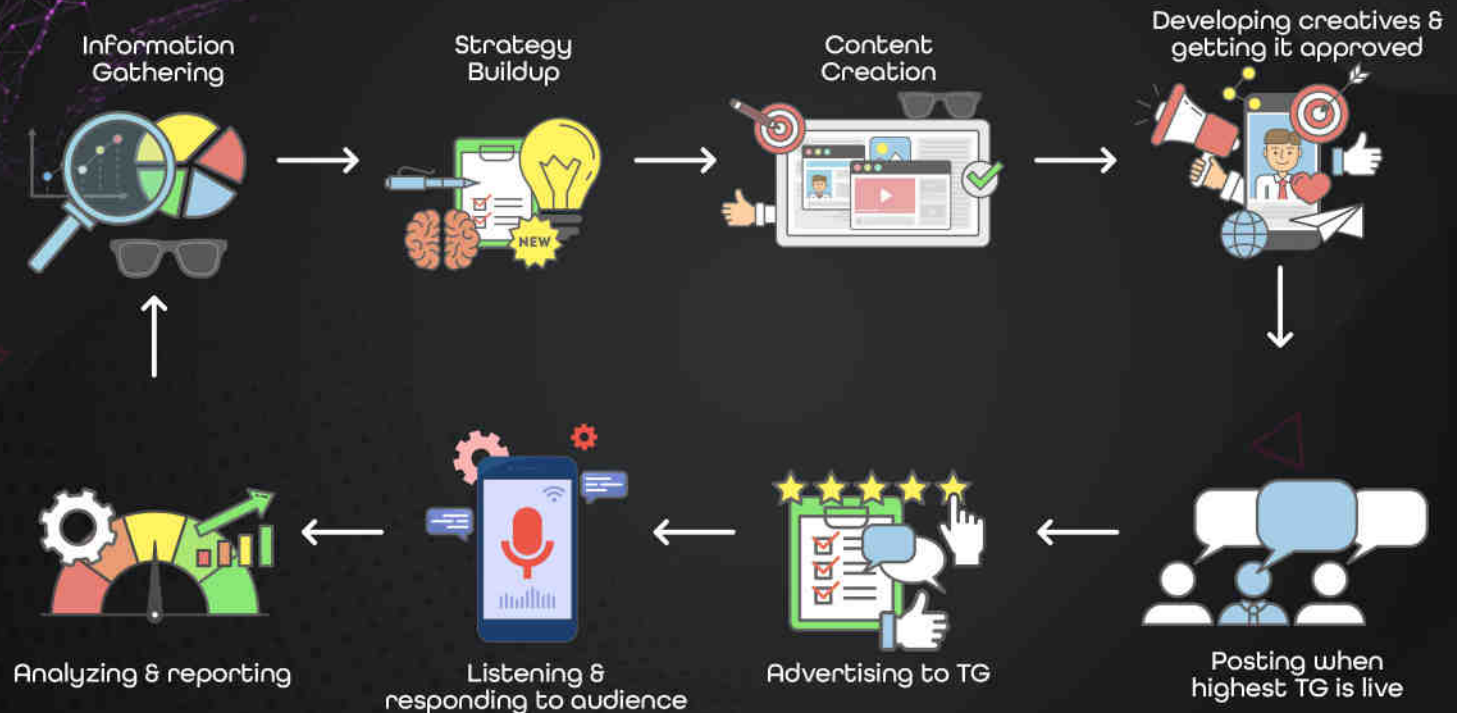 Information
Gathering
Strategy
Buildup
Content
Creation
Developing creatives &
getting it approved
NEW
Posting when
highest TG is live
Advertising to TG
Listening &
responding to audience
Analyzing & reporting